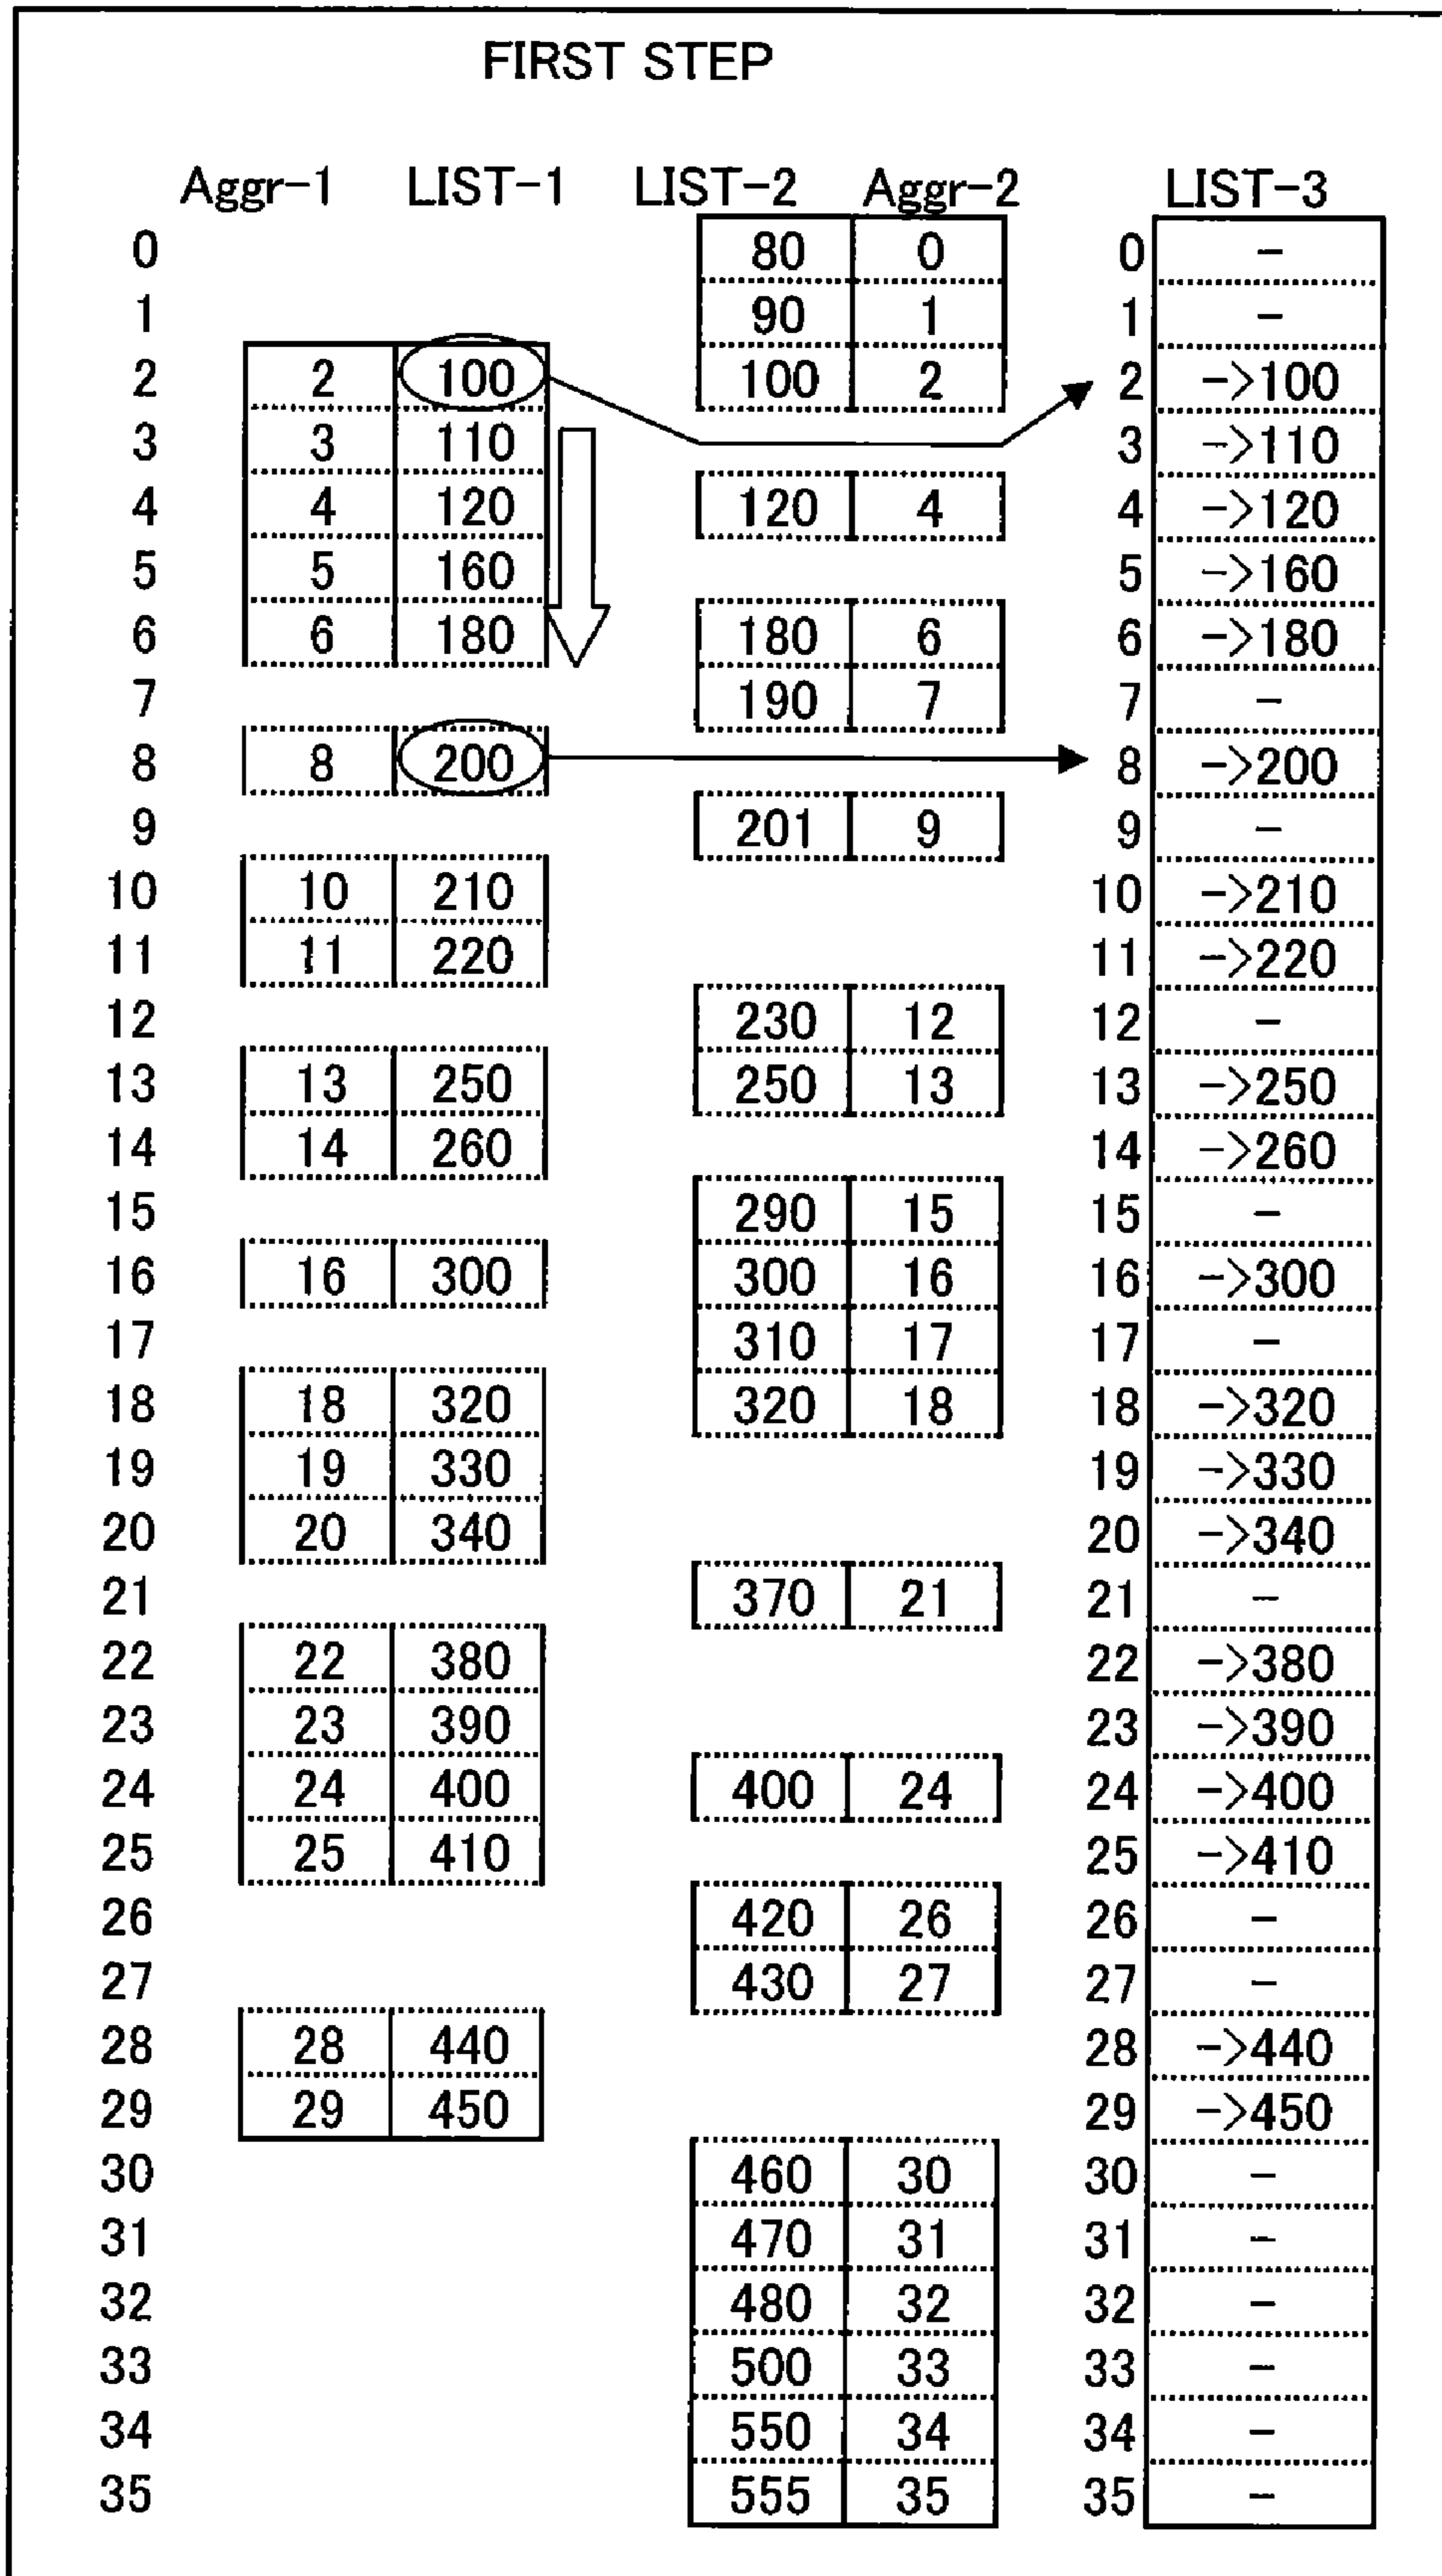 FIRST STEP
Aggr-1 LIST-1 LIST-2 Aggr-2 LIST-3
0 80 0 0 -
1 90 1 1 -
2 2 100 100 2 2 ->100
3 3 110 3 ->110
4 4 120 120 4 4 ->120
5 5 160 5 ->160
6 6 180 180 6 6 ->180
7 190 7 7 -
8 8 200 8 ->200
9 201 9 9 -
10 10 210 10 ->210
11 11 220 11 ->220
12 230 12 12 -
13 13 250 250 13 13 ->250
14 14 260 14 ->260
15 290 15 15 -
16 16 300 300 16 16 ->300
17 310 17 17 -
18 18 320 320 18 18 ->320
19 19 330 19 ->330
20 20 340 20 ->340
21 370 21 21 -
22 22 380 22 ->380
23 23 390 23 ->390
24 24 400 400 24 24 ->400
25 25 410 25 ->410
26 420 26 26 -
27 430 27 27 -
28 28 440 28 ->440
29 29 450 29 ->450
30 460 30 30 -
31 470 31 31 -
32 480 32 32 -
33 500 33 33 -
34 550 34 34 -
35 555 35 35 -